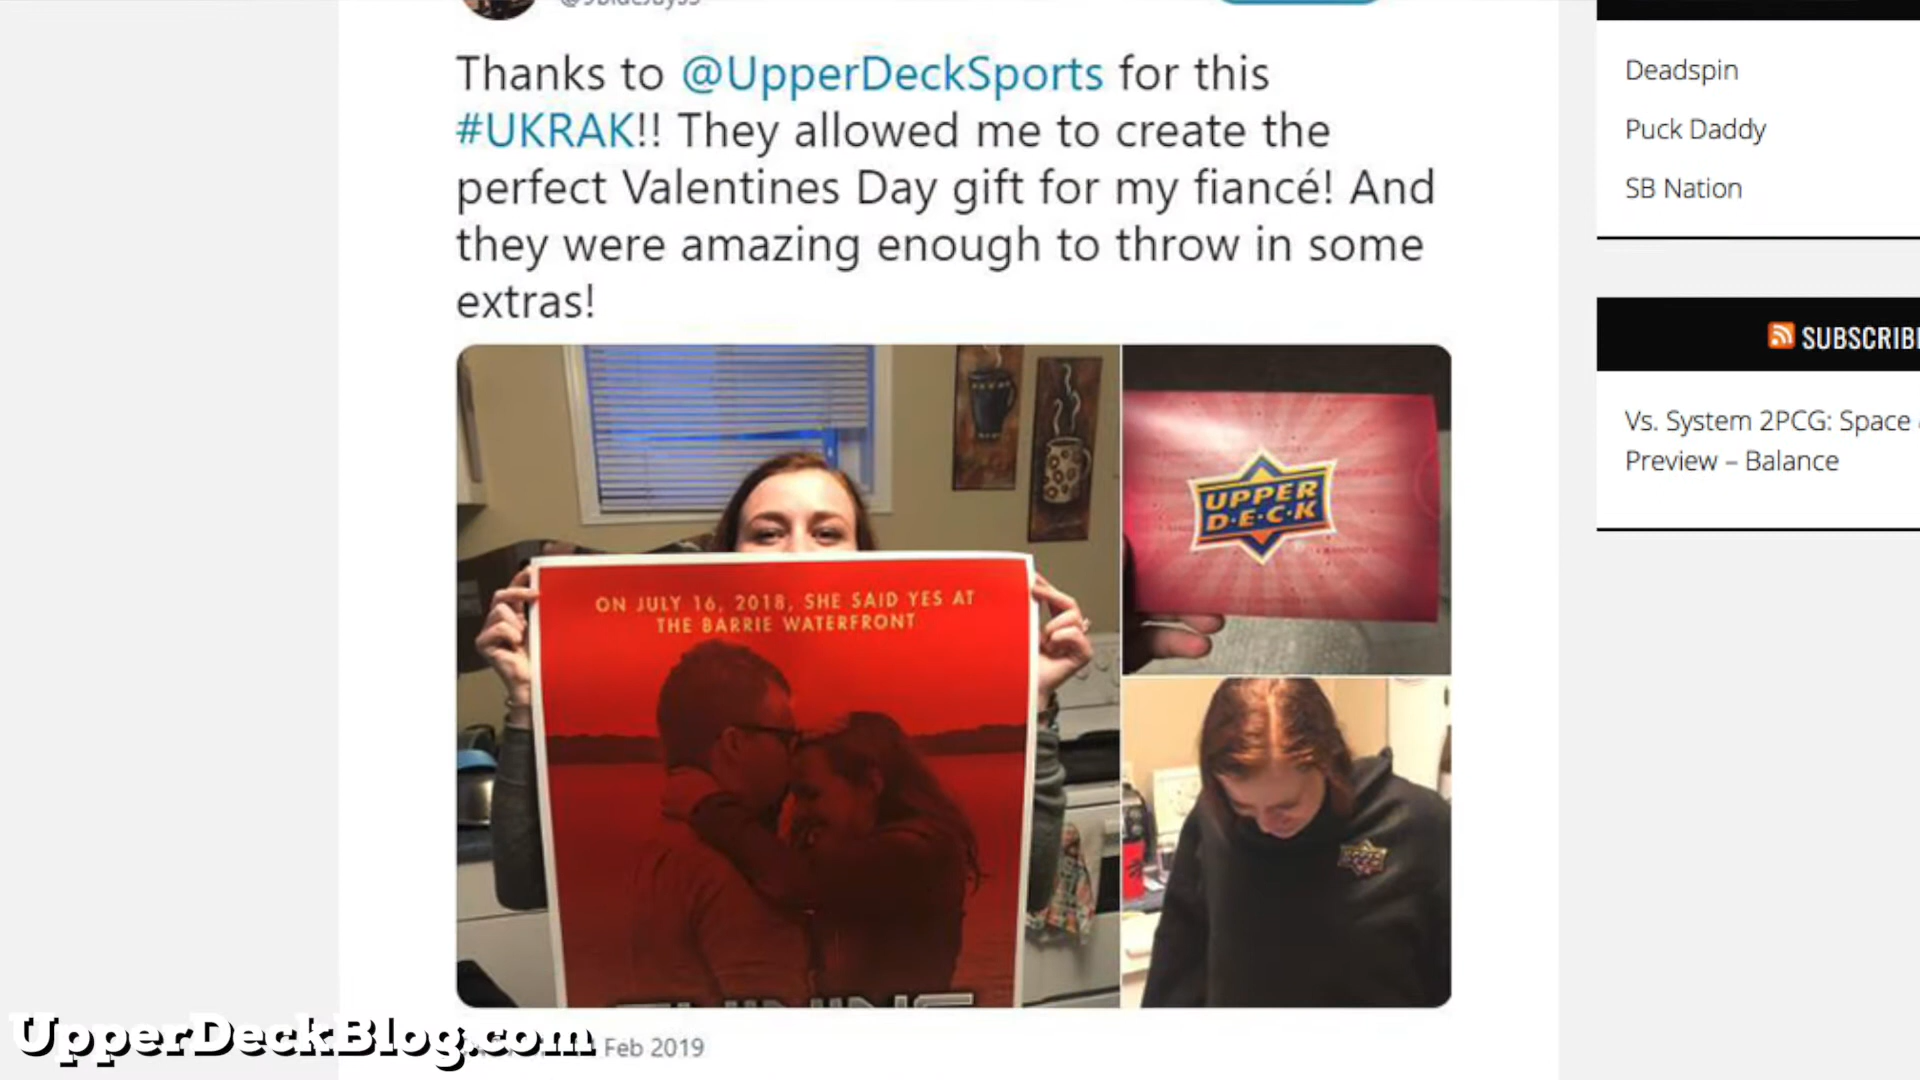 Thanks to @UpperDeckSports for this
#UKRAK!! They allowed me to create the
perfect Valentines Day gift for my fiancé! And
they were amazing enough to throw in some
extras!
ON JULY 16, 2018, SHE SAID YES AT
THE BARRIE WATERFRONT
UPPER
D·E·C·K
UPPER
Feb 2019
UpperDeckBlog.com
Deadspin
Puck Daddy
SB Nation
SUBSCRIB
Vs. System 2PCG: Space
Preview – Balance